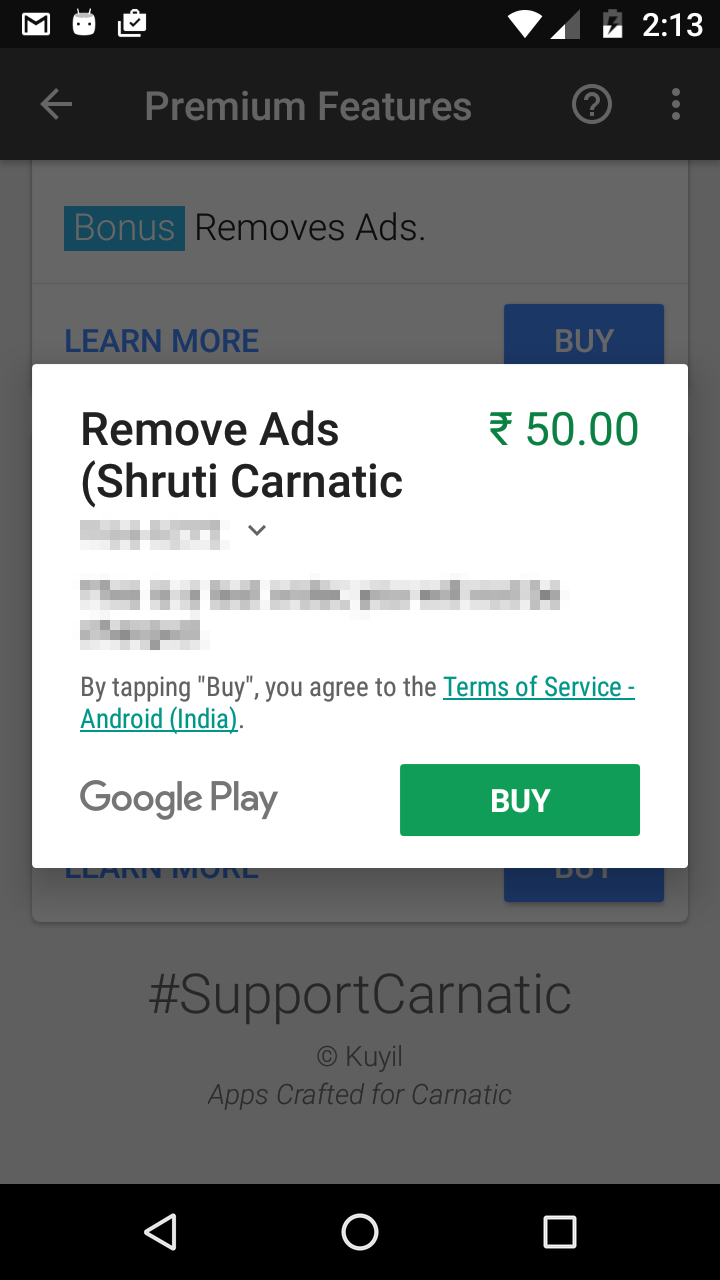 2:13
Premium Features
Bonus Removes Ads.
LEARN MORE BUY
Remove Ads ₹ 50.00
(Shruti Carnatic
By tapping "Buy", you agree to the Terms of Service -
Android (India).
Google Play BUY
LEARN MORE BUY
#SupportCarnatic
© Kuyil
Apps Crafted for Carnatic